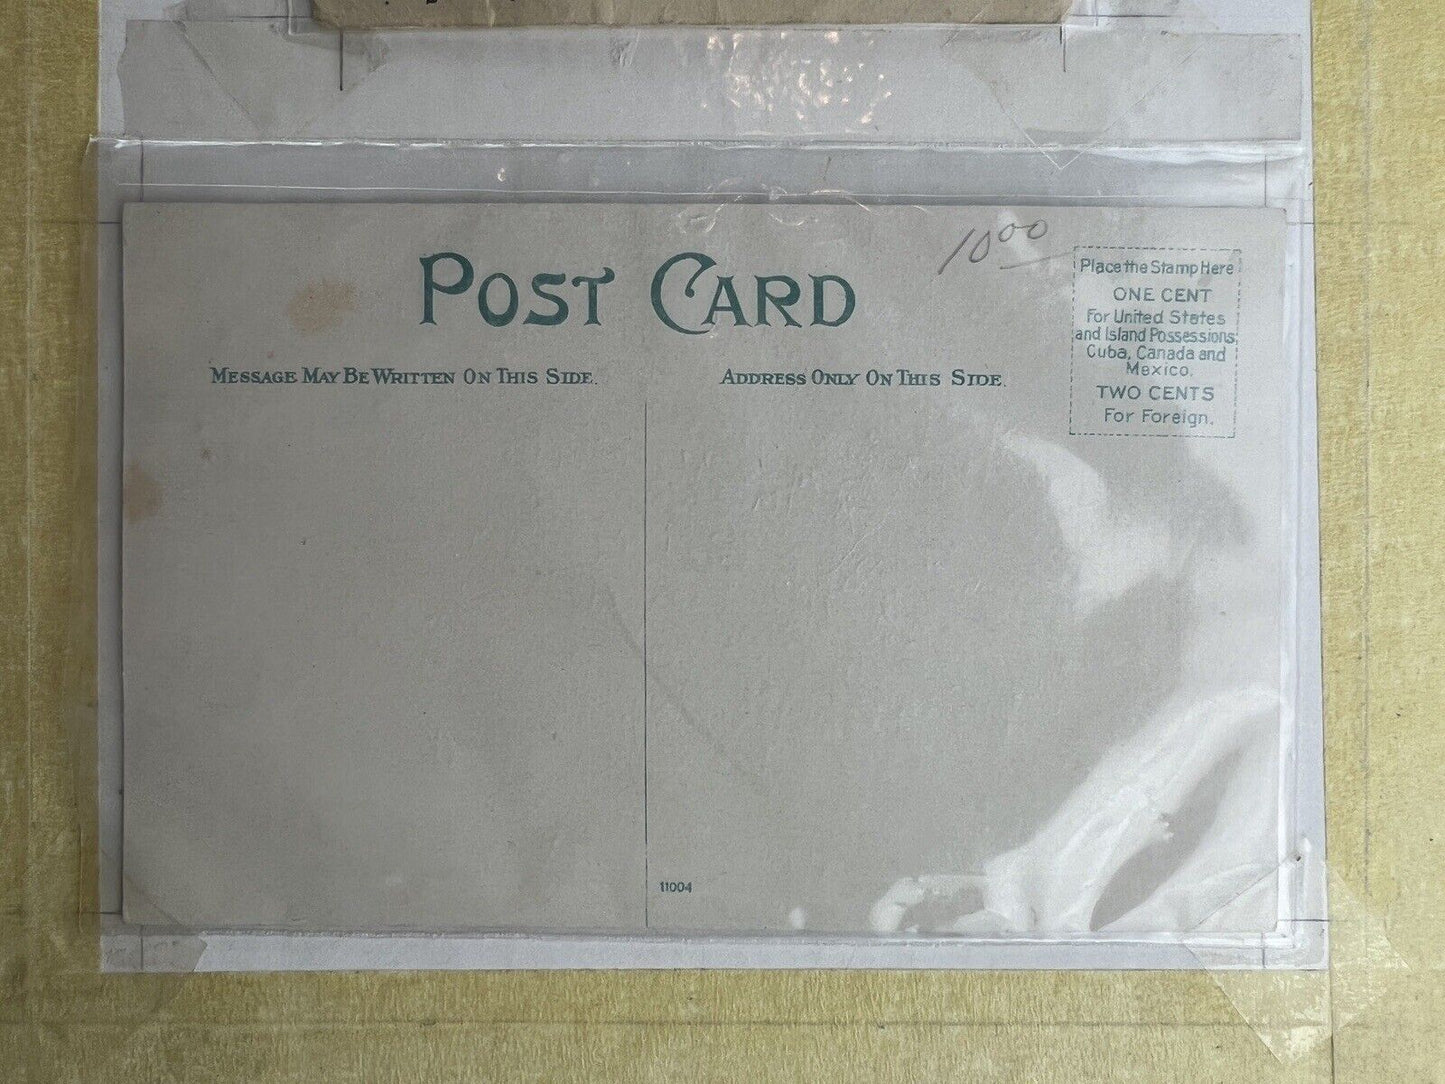 10⁰⁰
POST CARD
MESSAGE MAY BE WRITTEN ON THIS SIDE.
ADDRESS ONLY ON THIS SIDE.
Place the Stamp Here
ONE CENT
For United States
and Island Possessions,
Cuba, Canada and
Mexico.
TWO CENTS
For Foreign.
11004